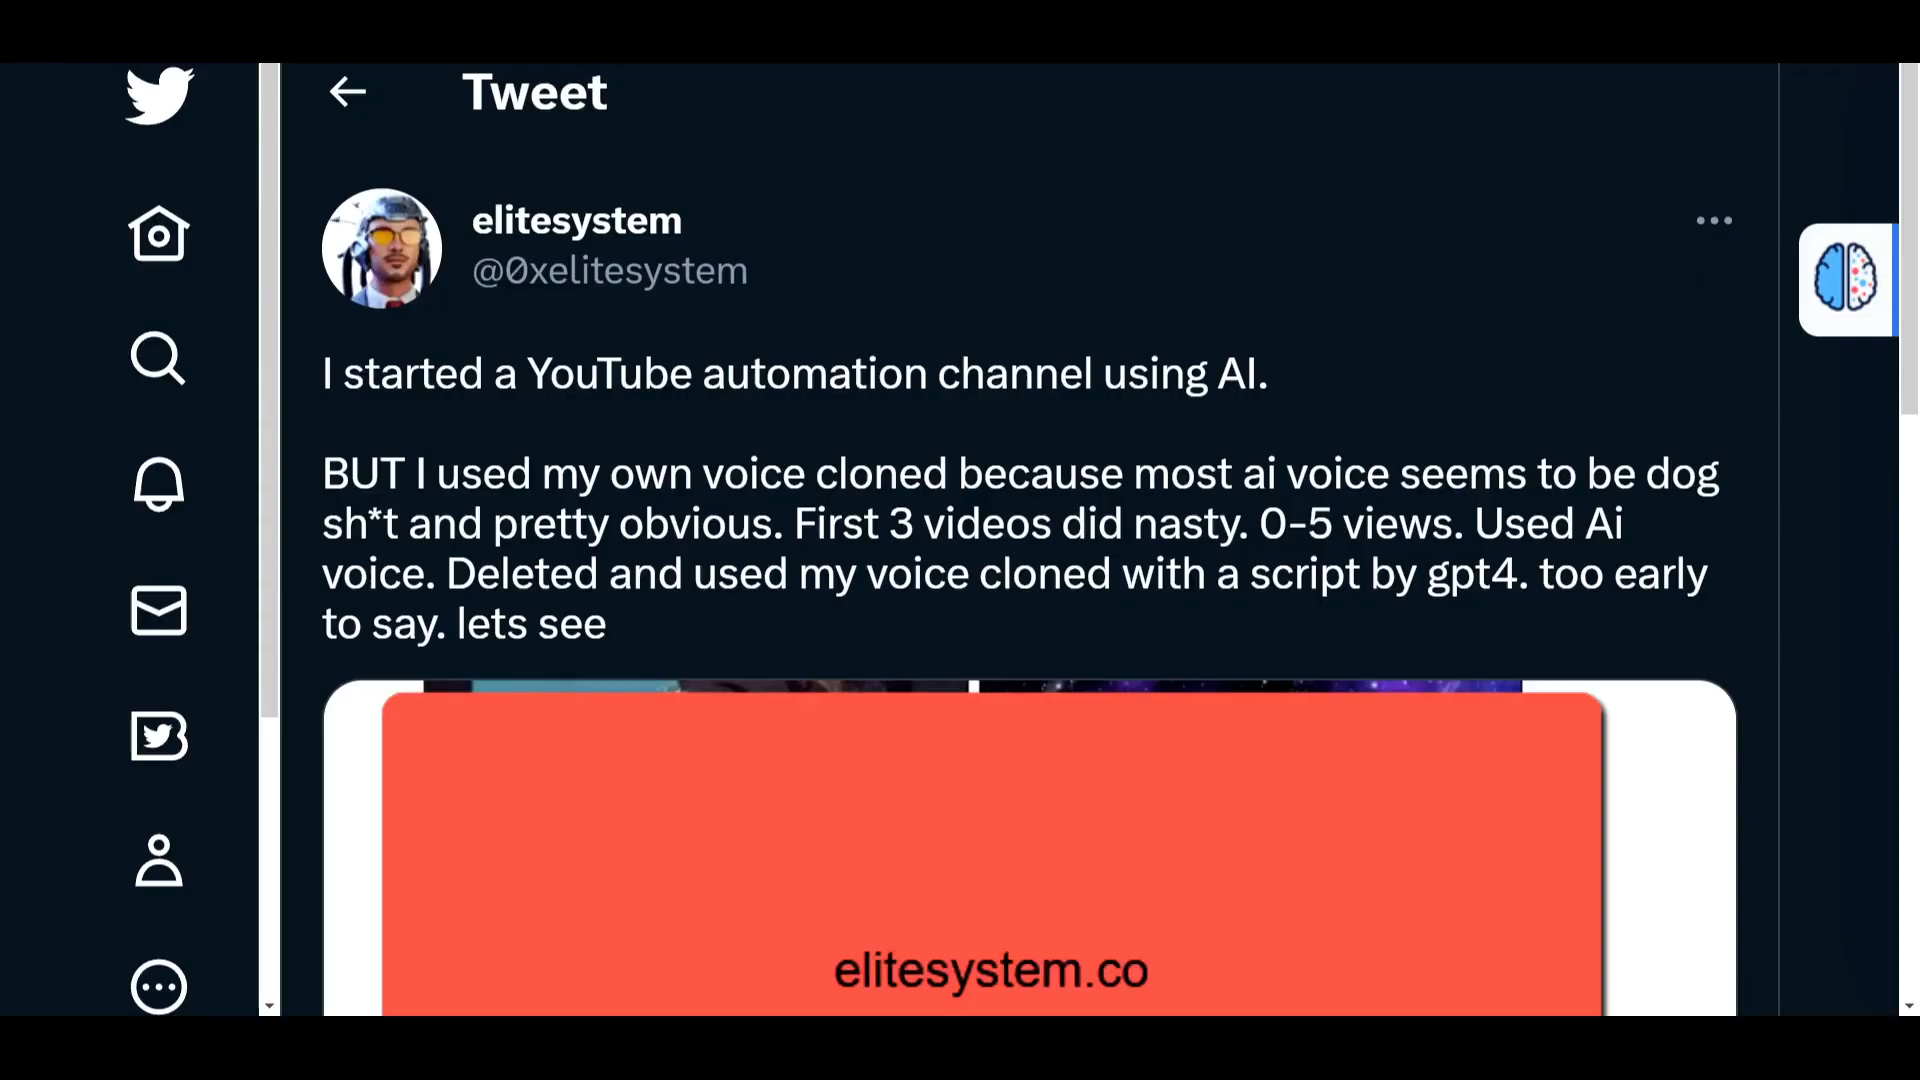 Tweet
elitesystem
@0xelitesystem
I started a YouTube automation channel using AI.
BUT I used my own voice cloned because most ai voice seems to be dog
sh*t and pretty obvious. First 3 videos did nasty. 0-5 views. Used Ai
voice. Deleted and used my voice cloned with a script by gpt4. too early
to say. lets see
elitesystem.co